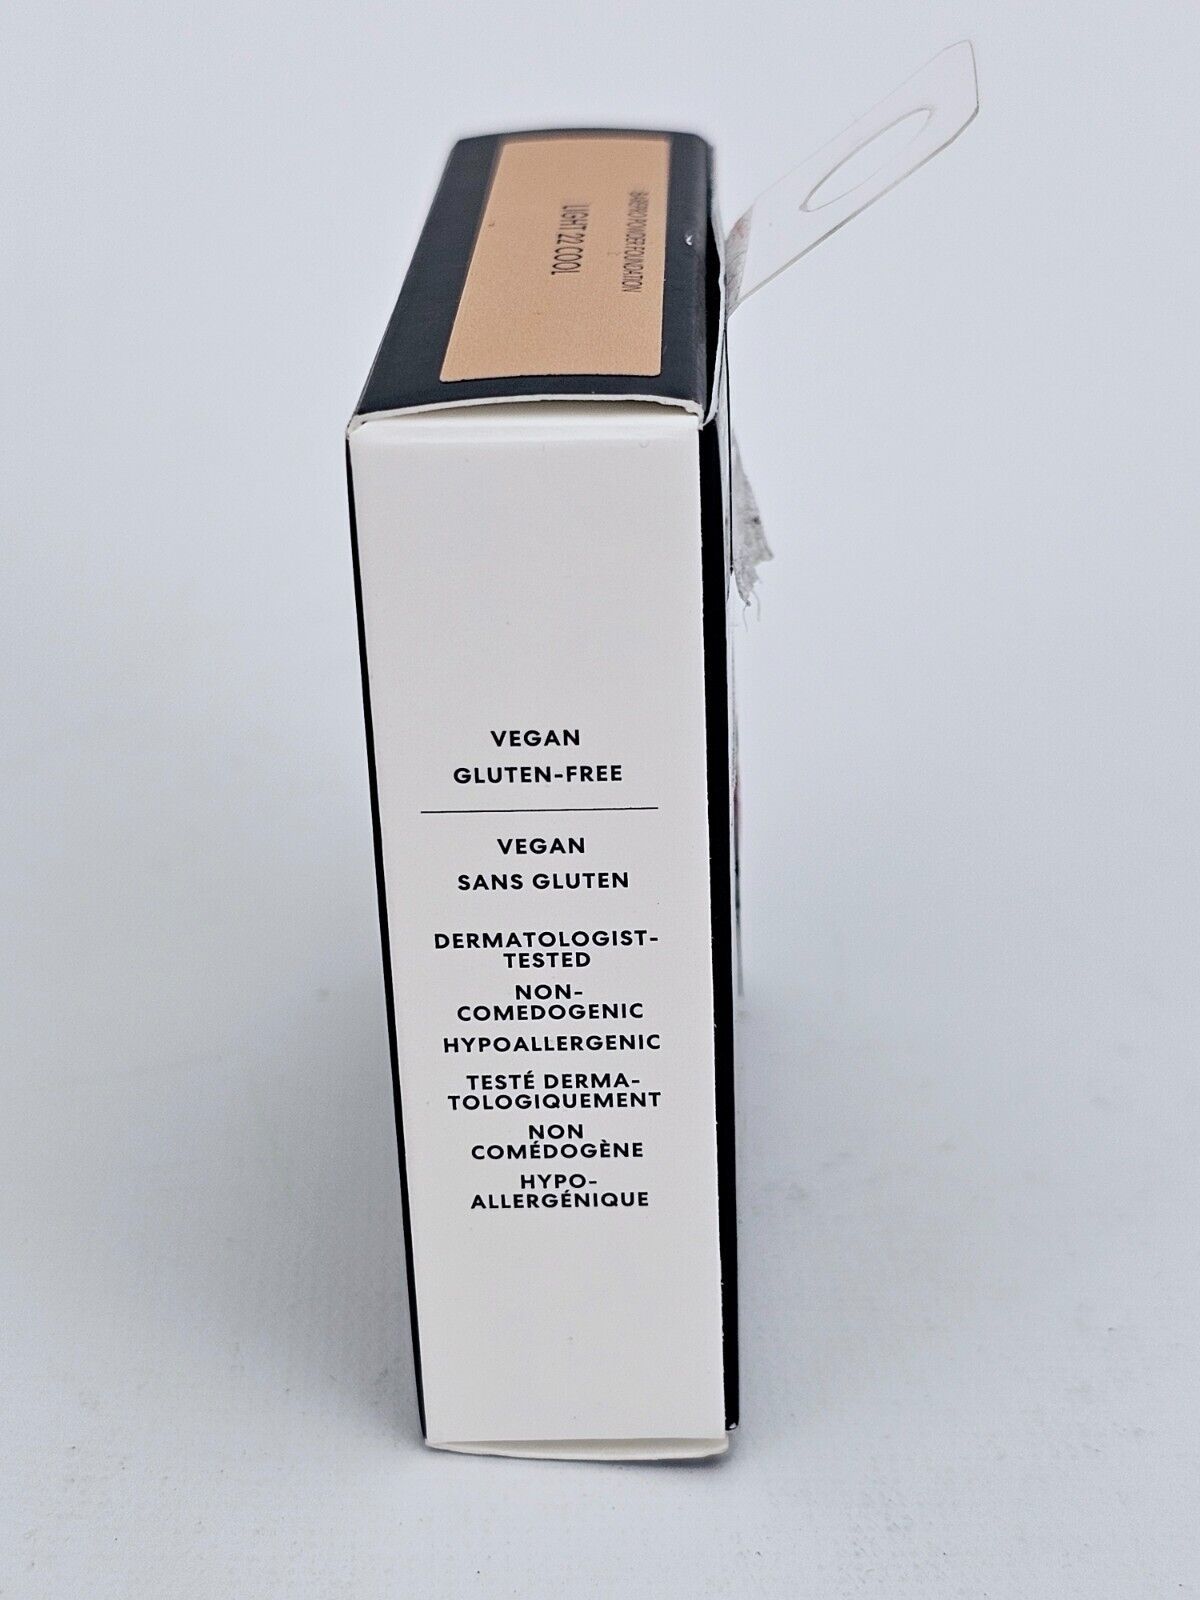 BAREPRO POWDER FOUNDATION
LIGHT 22 COOL
VEGAN
GLUTEN-FREE
VEGAN
SANS GLUTEN
DERMATOLOGIST-
TESTED
NON-
COMEDOGENIC
HYPOALLERGENIC
TESTÉ DERMA-
TOLOGIQUEMENT
NON
COMÉDOGÈNE
HYPO-
ALLERGÉNIQUE